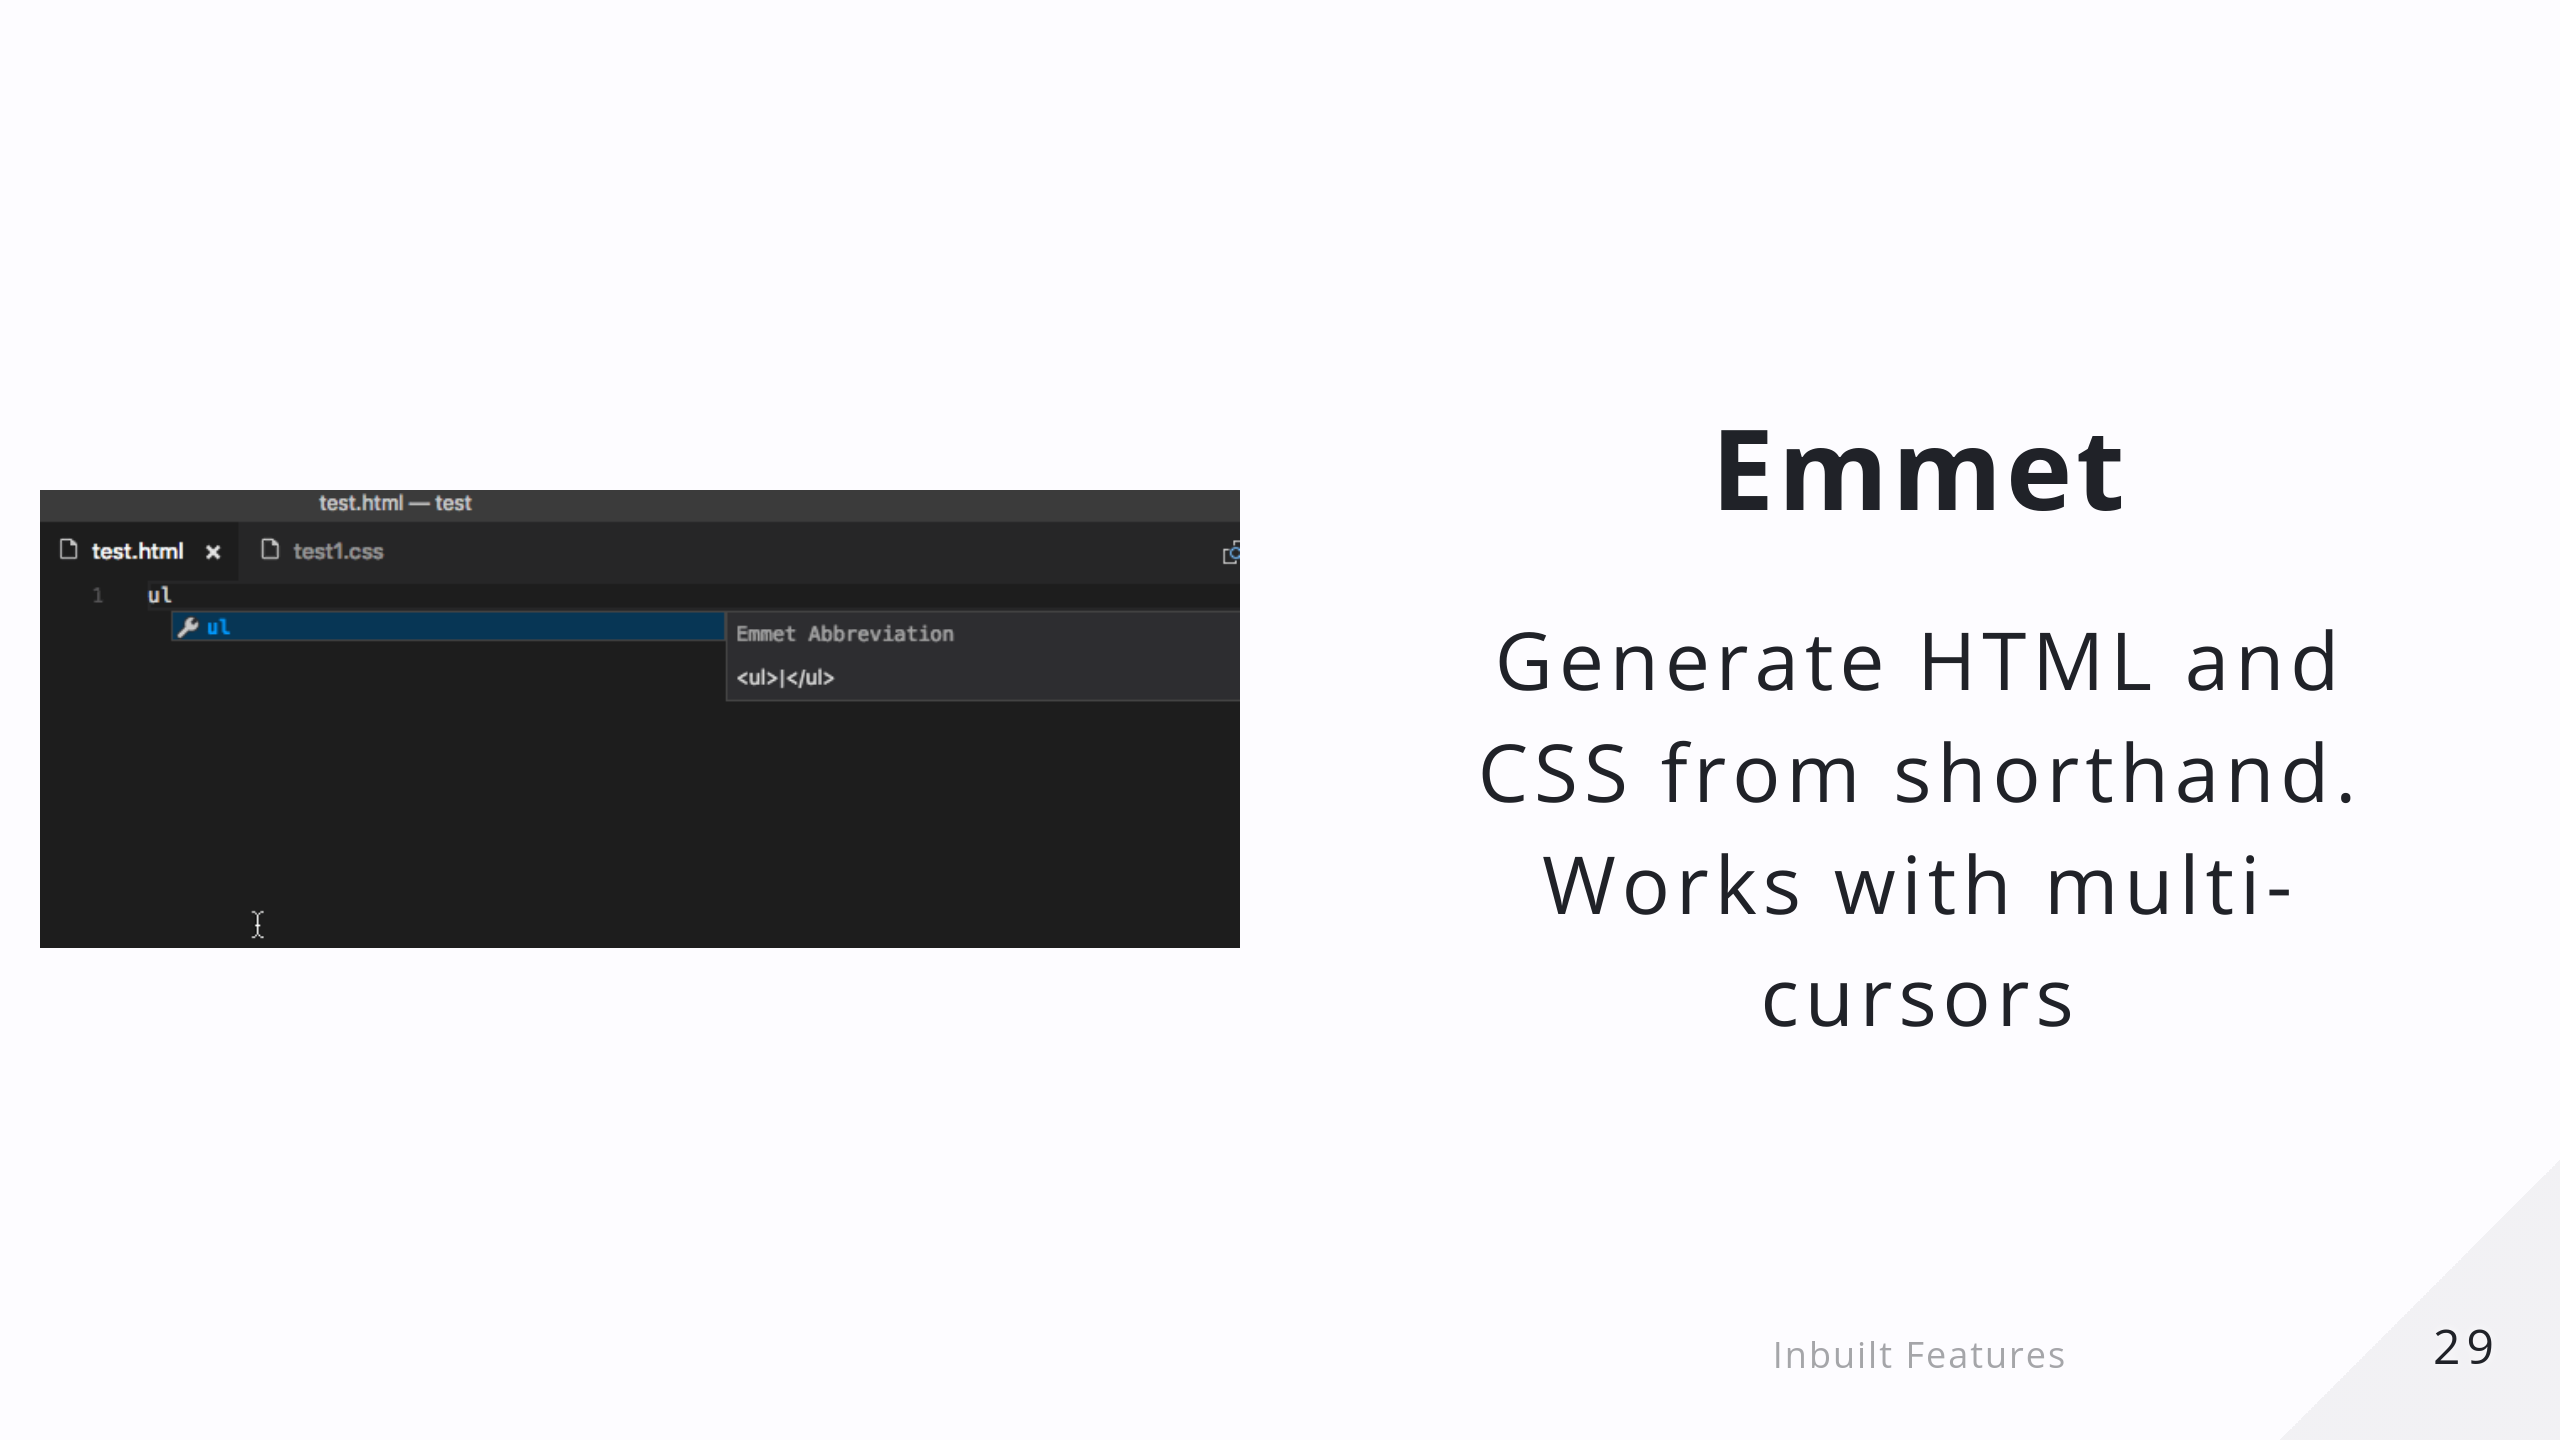 test.html — test
test.html
test1.css
1 ul
ul
Emmet Abbreviation
<ul>|</ul>
Emmet
Generate HTML and
CSS from shorthand.
Works with multi-
cursors
Inbuilt Features
29